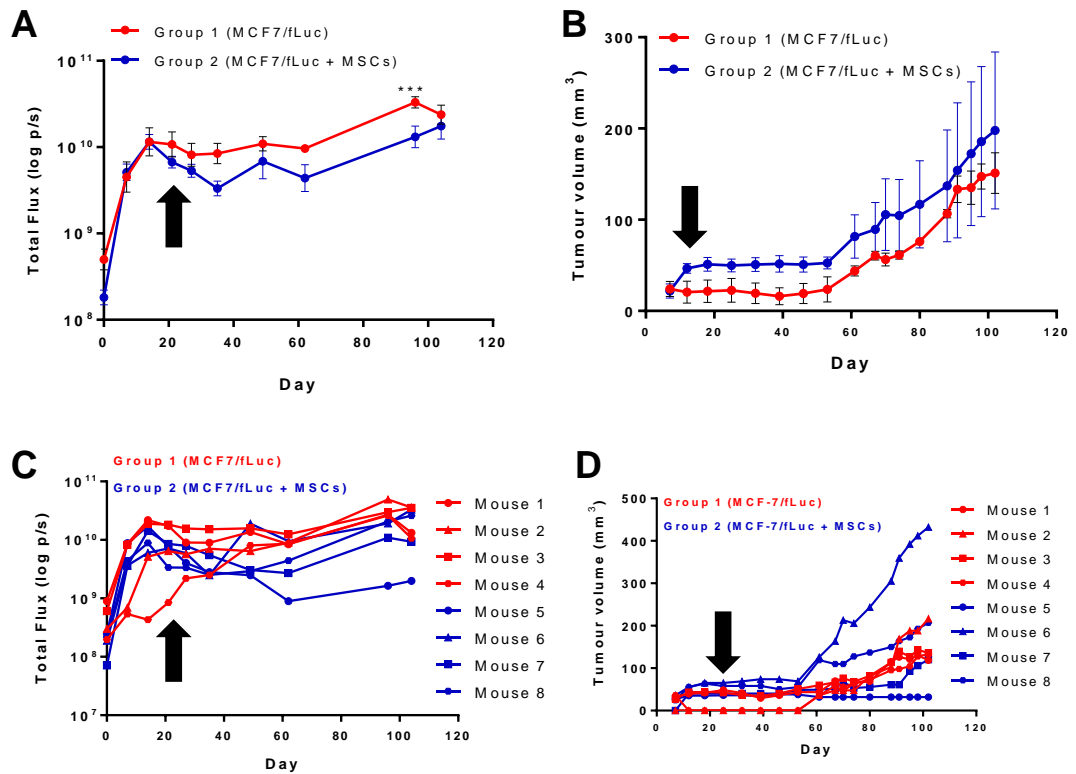 A
Group 1 (MCF7/fLuc)
Group 2 (MCF7/fLuc + MSCs)
Total Flux (log p/s)
10^11
10^10
10^9
10^8
***
0 20 40 60 80 100 120
Day
B
Group 1 (MCF7/fLuc)
Group 2 (MCF7/fLuc + MSCs)
Tumour volume (mm^3)
300
200
100
0
0 20 40 60 80 100 120
Day
C
Group 1 (MCF7/fLuc)
Group 2 (MCF7/fLuc + MSCs)
Total Flux (log p/s)
10^11
10^10
10^9
10^8
10^7
0 20 40 60 80 100 120
Day
Mouse 1
Mouse 2
Mouse 3
Mouse 4
Mouse 5
Mouse 6
Mouse 7
Mouse 8
D
Group 1 (MCF-7/fLuc)
Group 2 (MCF-7/fLuc + MSCs)
Tumour volume (mm^3)
500
400
300
200
100
0
0 20 40 60 80 100 120
Day
Mouse 1
Mouse 2
Mouse 3
Mouse 4
Mouse 5
Mouse 6
Mouse 7
Mouse 8